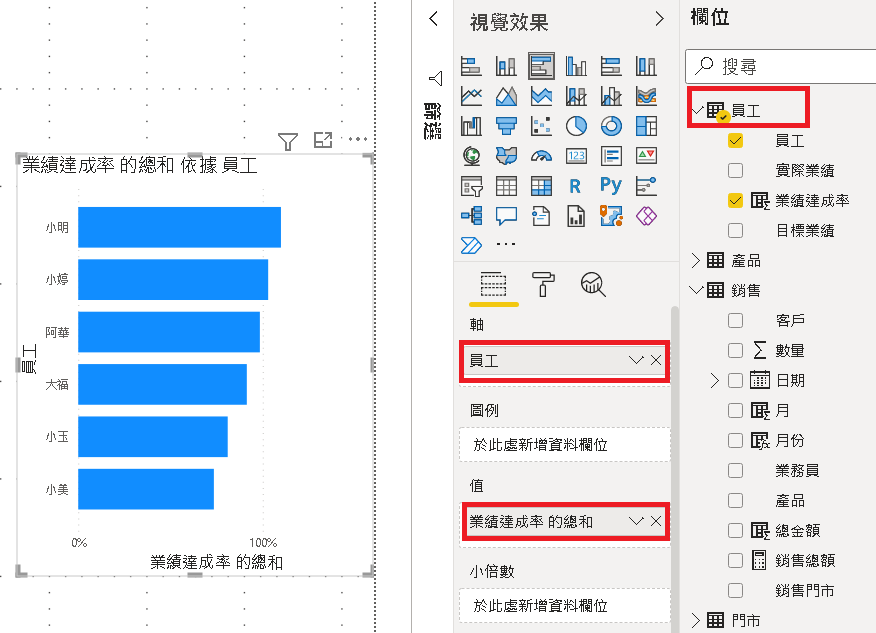 業績達成率 的總和 依據 員工
員工
小明
小婷
阿華
大福
小玉
小美
0%
100%
業績達成率 的總和
篩選
視覺效果
123
R
Py
軸
員工
圖例
於此處新增資料欄位
值
業績達成率 的總和
小倍數
於此處新增資料欄位
欄位
搜尋
員工
員工
實際業績
業績達成率
目標業績
產品
銷售
客戶
數量
日期
月
月份
業務員
產品
總金額
銷售總額
銷售門市
門市